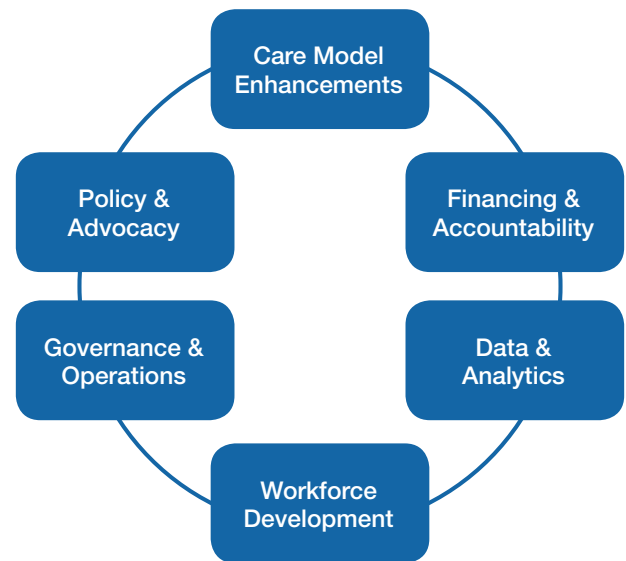 Care Model
Enhancements
Policy &
Advocacy
Financing &
Accountability
Governance &
Operations
Data &
Analytics
Workforce
Development